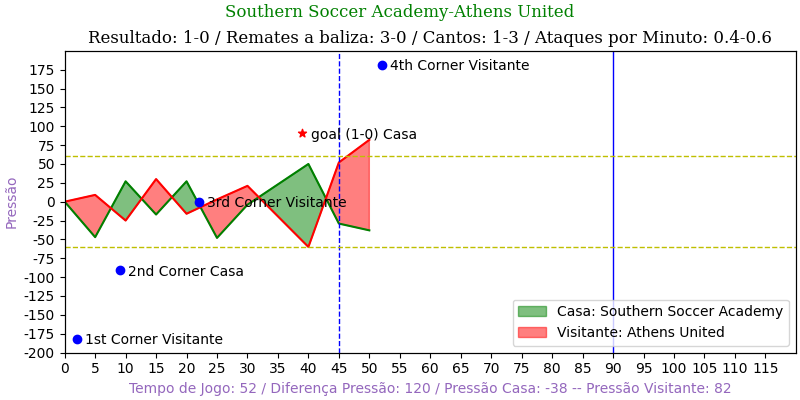 Southern Soccer Academy-Athens United
Resultado: 1-0 / Remates a baliza: 3-0 / Cantos: 1-3 / Ataques por Minuto: 0.4-0.6
Pressão
175
150
125
100
75
50
25
0
-25
-50
-75
-100
-125
-150
-175
-200
4th Corner Visitante
goal (1-0) Casa
3rd Corner Visitante
2nd Corner Casa
1st Corner Visitante
Casa: Southern Soccer Academy
Visitante: Athens United
0 5 10 15 20 25 30 35 40 45 50 55 60 65 70 75 80 85 90 95 100 105 110 115
Tempo de Jogo: 52 / Diferença Pressão: 120 / Pressão Casa: -38 -- Pressão Visitante: 82